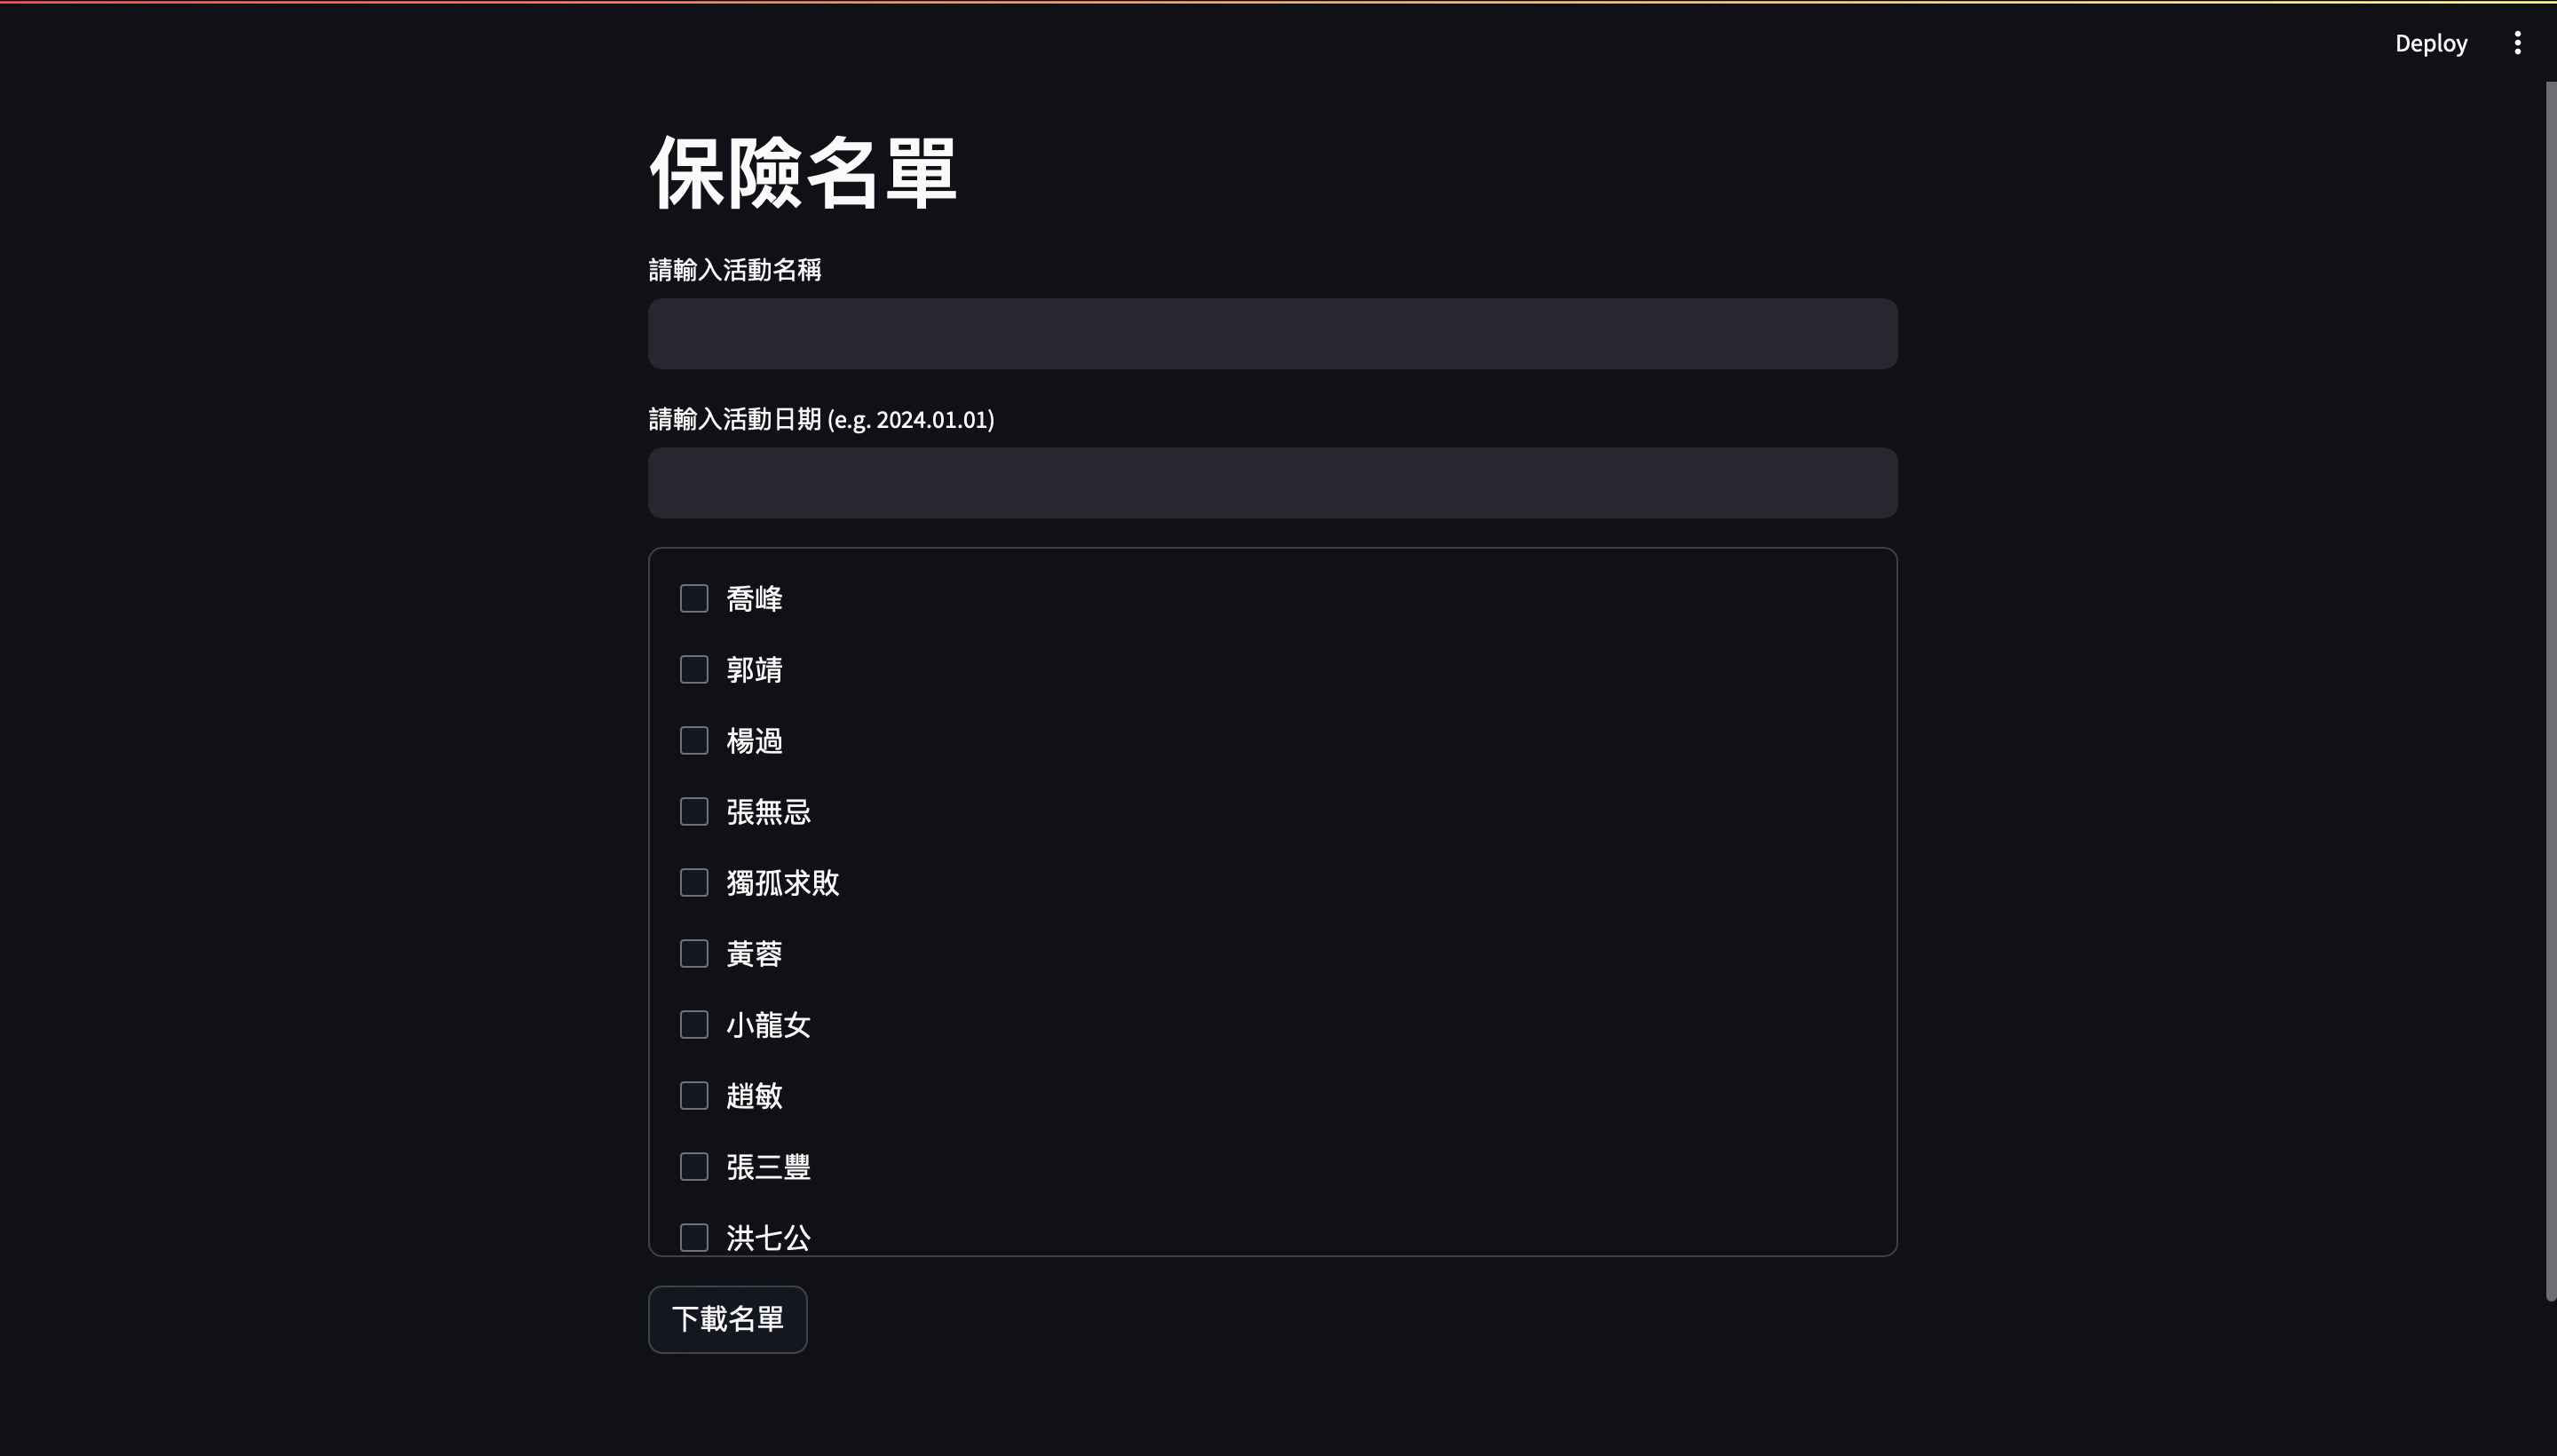 Deploy
保險名單
請輸入活動名稱
請輸入活動日期 (e.g. 2024.01.01)
喬峰
郭靖
楊過
張無忌
獨孤求敗
黃蓉
小龍女
趙敏
張三豐
洪七公
下載名單